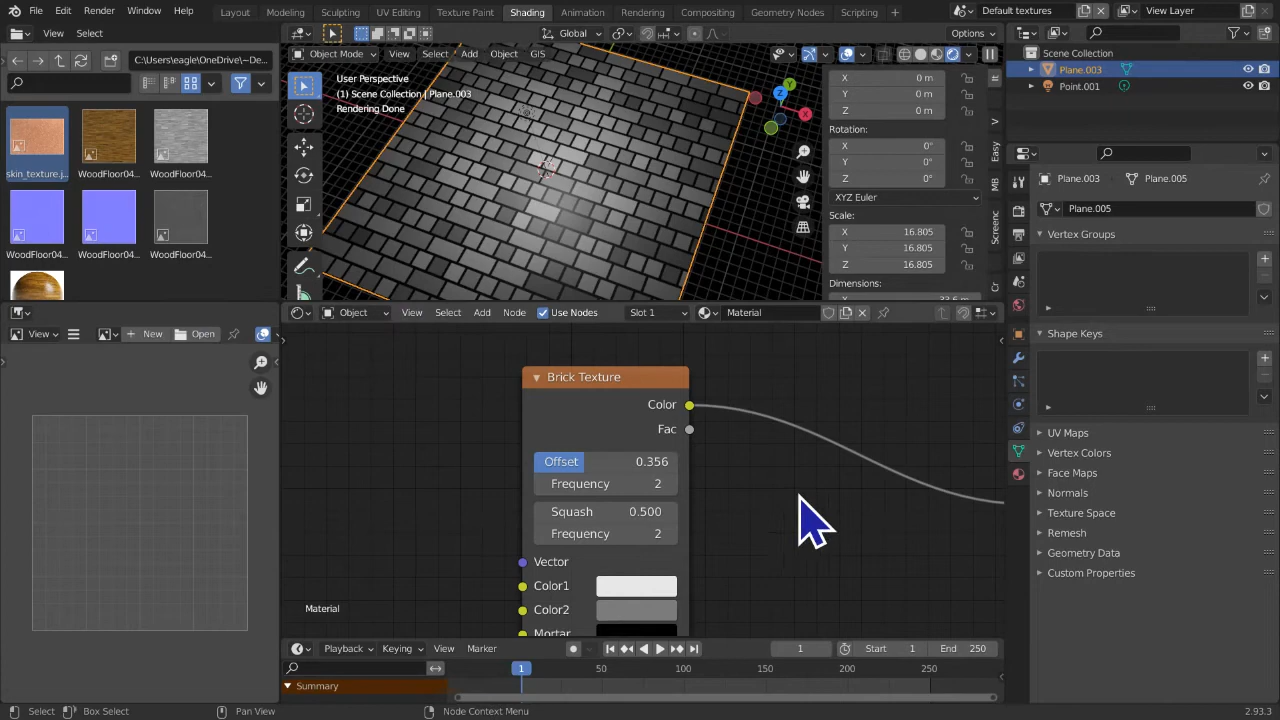 File Edit Render Window Help Layout Modeling Sculpting UV Editing Texture Paint Shading Animation Rendering Compositing Geometry Nodes Scripting + Default textures View Layer
View Select
C:\Users\eagle\OneDrive\~De...
skin_texture.j... WoodFloor04... WoodFloor04...
WoodFloor04... WoodFloor04... WoodFloor04...
Global Options
Object Mode View Select Add Object GIS
User Perspective
(1) Scene Collection | Plane.003
Rendering Done
X 0 m
Y 0 m
Z 0 m
Rotation:
X 0°
Y 0°
Z 0°
XYZ Euler
Scale:
X 16.805
Y 16.805
Z 16.805
Dimensions:
V
Easy
MB
Screenc
Scene Collection
Plane.003
Point.001
Plane.003 Plane.005
Plane.005
Vertex Groups
Shape Keys
UV Maps
Vertex Colors
Face Maps
Normals
Texture Space
Remesh
Geometry Data
Custom Properties
View New Open
Object View Select Add Node Use Nodes Slot 1 Material
Brick Texture
Color
Fac
Offset 0.356
Frequency 2
Squash 0.500
Frequency 2
Vector
Color1
Color2
Mortar
Material
Playback Keying View Marker 1 Start 1 End 250
1 50 100 150 200 250
Summary
Select Box Select Pan View Node Context Menu 2.93.3